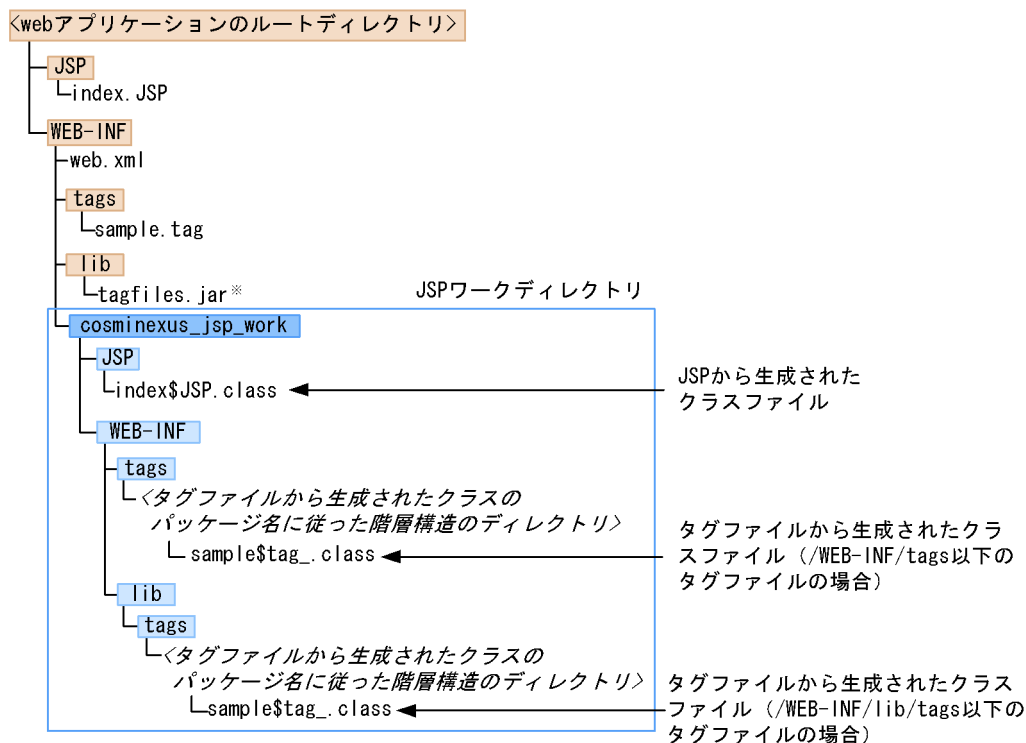 <webアプリケーションのルートディレクトリ>
JSP
index.JSP
WEB-INF
web.xml
tags
sample.tag
lib
tagfiles.jar※
JSPワークディレクトリ
cosminexus_jsp_work
JSP
index$JSP.class
JSPから生成された
クラスファイル
WEB-INF
tags
<タグファイルから生成されたクラスの
パッケージ名に従った階層構造のディレクトリ>
sample$tag_.class
タグファイルから生成されたクラ
スファイル（/WEB-INF/tags以下の
タグファイルの場合）
lib
tags
<タグファイルから生成されたクラスの
パッケージ名に従った階層構造のディレクトリ>
sample$tag_.class
タグファイルから生成されたクラス
ファイル（/WEB-INF/lib/tags以下の
タグファイルの場合）